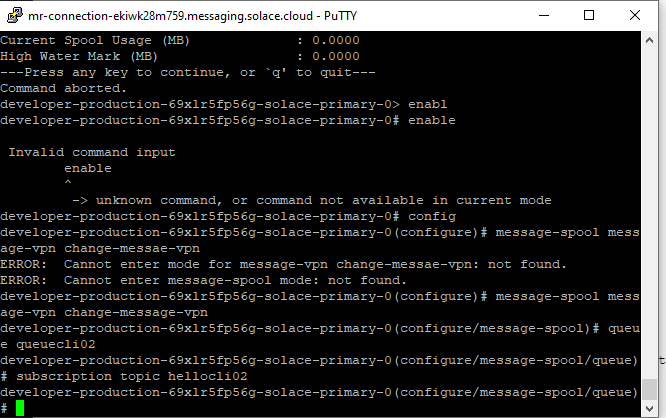 mr-connection-ekiwk28m759.messaging.solace.cloud - PuTTY
Current Spool Usage (MB)              : 0.0000
High Water Mark (MB)                  : 0.0000
---Press any key to continue, or `q' to quit---
Command aborted.
developer-production-69xlr5fp56g-solace-primary-0> enabl
developer-production-69xlr5fp56g-solace-primary-0# enable
 Invalid command input
        enable
        ^
         -> unknown command, or command not available in current mode
developer-production-69xlr5fp56g-solace-primary-0# config
developer-production-69xlr5fp56g-solace-primary-0(configure)# message-spool mess
age-vpn change-messae-vpn
ERROR:  Cannot enter mode for message-vpn change-messae-vpn: not found.
ERROR:  Cannot enter message-spool mode: not found.
developer-production-69xlr5fp56g-solace-primary-0(configure)# message-spool mess
age-vpn change-message-vpn
developer-production-69xlr5fp56g-solace-primary-0(configure/message-spool)# queu
e queuecli02
developer-production-69xlr5fp56g-solace-primary-0(configure/message-spool/queue)
t
# subscription topic hellocli02
developer-production-69xlr5fp56g-solace-primary-0(configure/message-spool/queue)
#